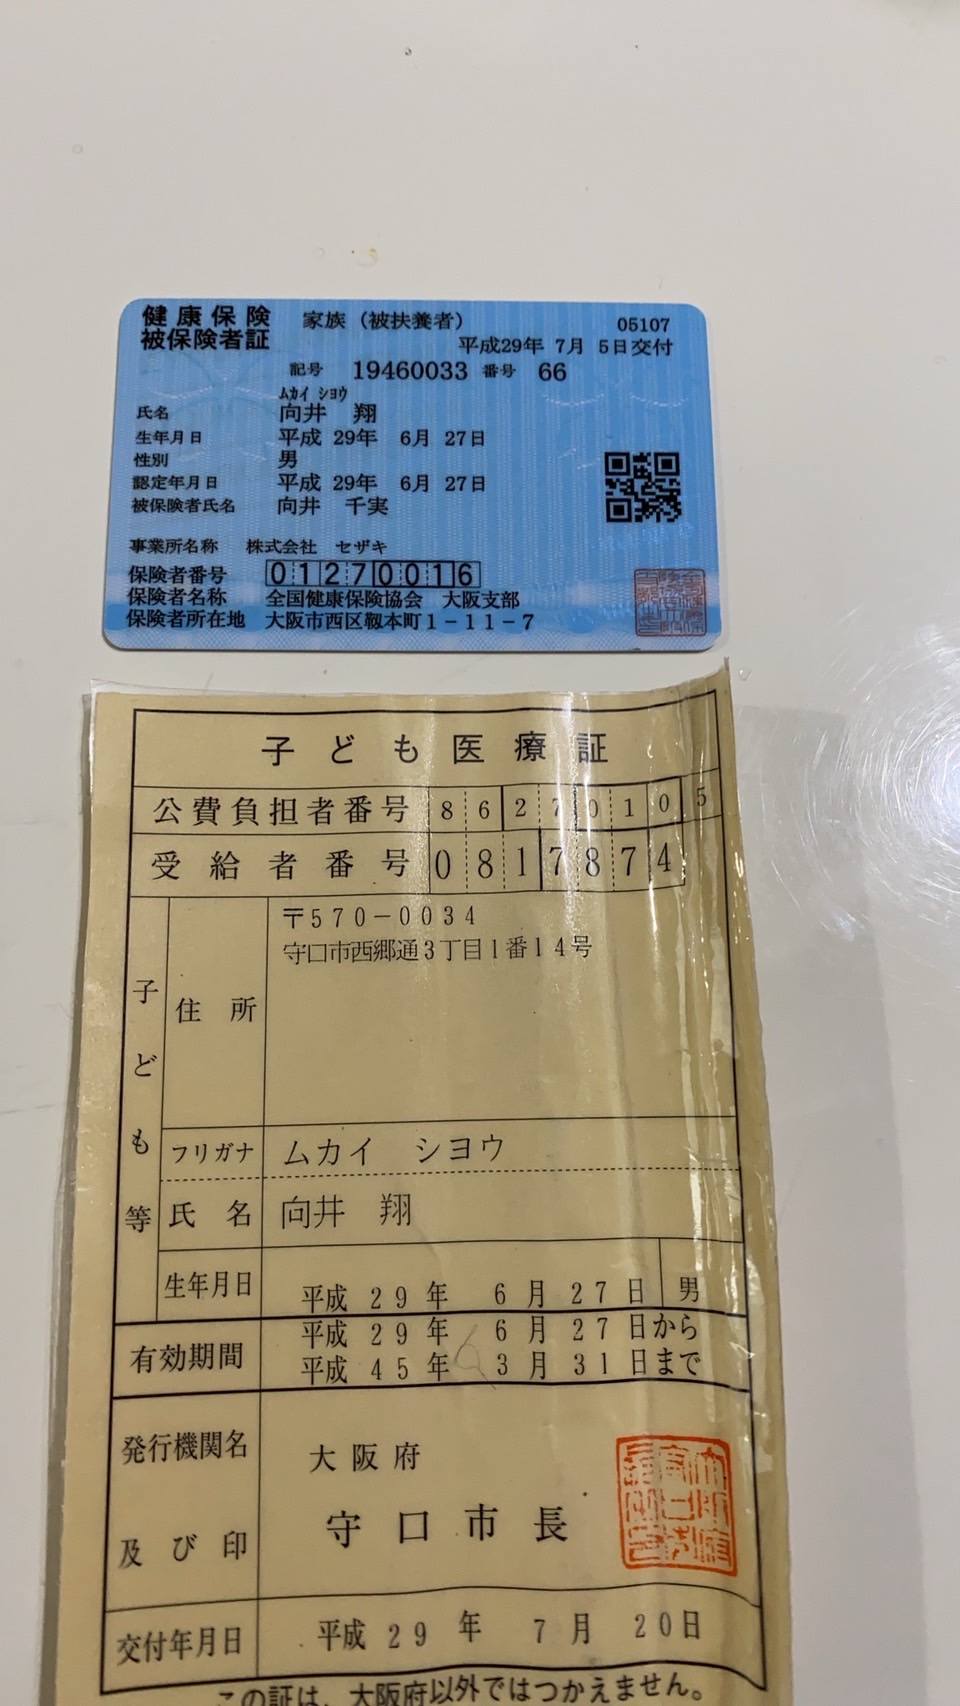 健康保険 家族（被扶養者） 05107
被保険者証 平成29年 7月 5日交付
記号 19460033 番号 66
ムカイ ショウ
氏名 向井 翔
生年月日 平成 29年 6月 27日
性別 男
認定年月日 平成 29年 6月 27日
被保険者氏名 向井 千実
事業所名称 株式会社 セザキ
保険者番号 01270016
保険者名称 全国健康保険協会 大阪支部
保険者所在地 大阪市西区靱本町1-11-7
子ども医療証
公費負担者番号 86270105
受給者番号 0817874
子ども等
住所 〒570-0034
守口市西郷通3丁目1番14号
フリガナ ムカイ シヨウ
氏名 向井 翔
生年月日 平成 29年 6月 27日 男
有効期間 平成 29年 6月 27日から
平成 45年 3月 31日まで
発行機関名 大阪府
及び印 守口市長
交付年月日 平成 29年 7月 20日
この証は、大阪府以外ではつかえません。